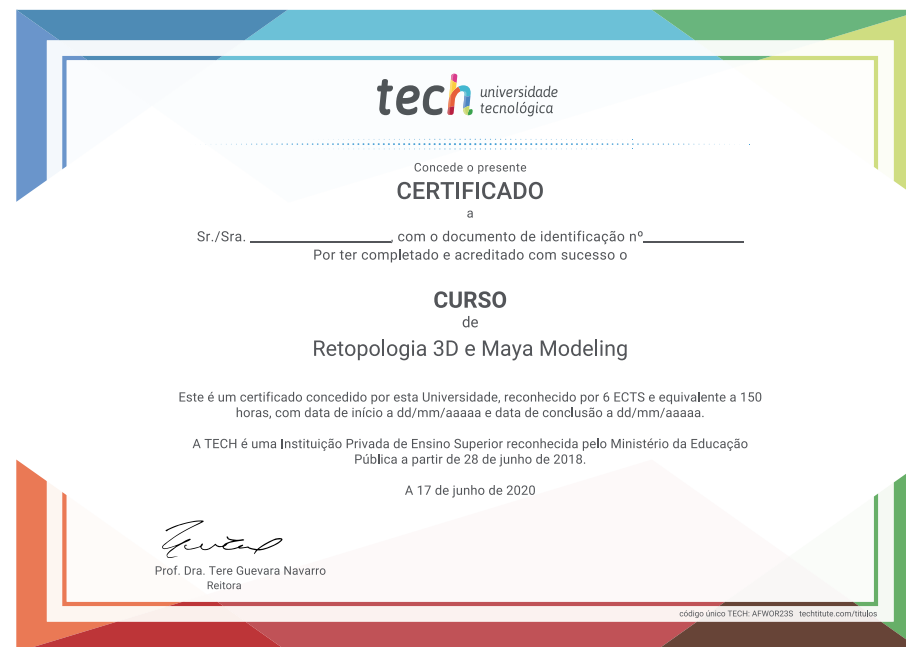 tech universidade
tecnológica
Concede o presente
CERTIFICADO
a
Sr./Sra. ____________, com o documento de identificação nº____________
Por ter completado e acreditado com sucesso o
CURSO
de
Retopologia 3D e Maya Modeling
Este é um certificado concedido por esta Universidade, reconhecido por 6 ECTS e equivalente a 150
horas, com data de início a dd/mm/aaaaa e data de conclusão a dd/mm/aaaaa.
A TECH é uma Instituição Privada de Ensino Superior reconhecida pelo Ministério da Educação
Pública a partir de 28 de junho de 2018.
A 17 de junho de 2020
Prof. Dra. Tere Guevara Navarro
Reitora
código único TECH: AFWOR23S techtitute.com/titulos